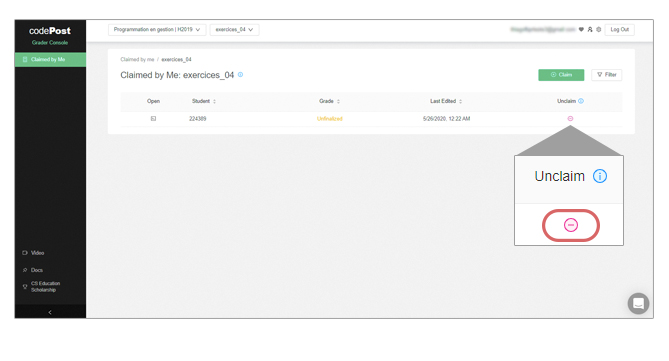 codePost
Grader Console
Claimed by Me
Video
Docs
CS Education
Scholarship
Programmation en gestion | H2019
exercices_04
Log Out
Claimed by me / exercices_04
Claimed by Me: exercices_04
Claim
Filter
Open Student Grade Last Edited Unclaim
224389 Unfinalized 5/26/2020, 12:22 AM
Unclaim